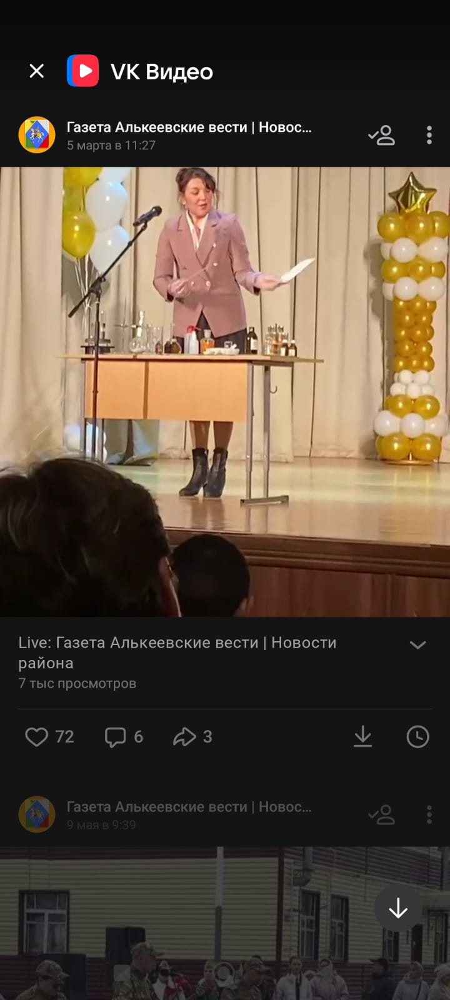 VK Видео
Газета Алькеевские вести | Новос...
5 марта в 11:27
Live: Газета Алькеевские вести | Новости
района
7 тыс просмотров
72
6
3
Газета Алькеевские вести | Новос...
9 мая в 9:39